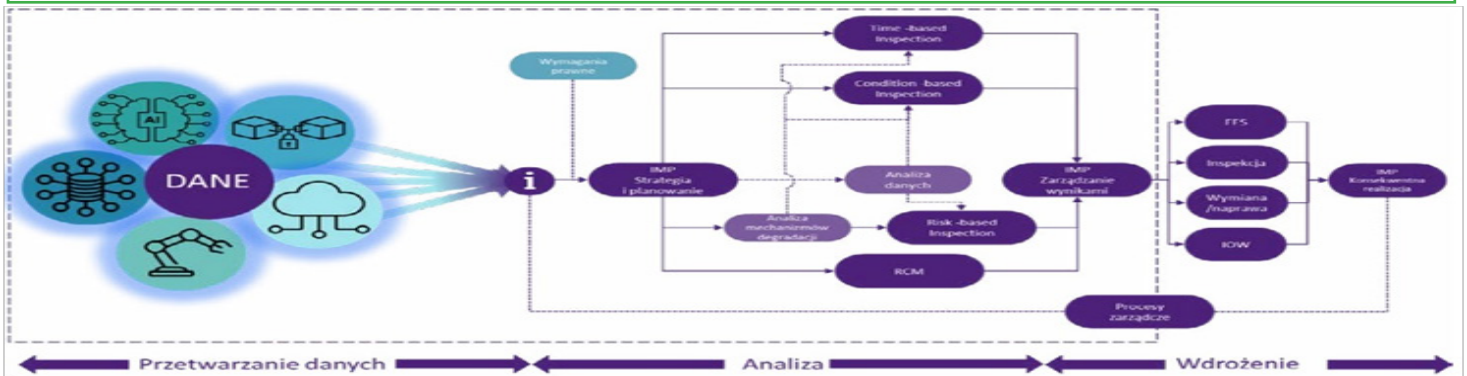 AI
DANE
i
Wymagania
prawne
IMP
Strategia
i planowanie
Time -based
Inspection
Condition -based
Inspection
Analiza
danych
Analiza
mechanizmów
degradacji
Risk -based
Inspection
RCM
IMP
Zarządzanie
wynikami
FFS
Inspekcja
Wymiana
/naprawa
IOW
IMP
Konsekwentna
realizacja
Procesy
zarządcze
Przetwarzanie danych
Analiza
Wdrożenie